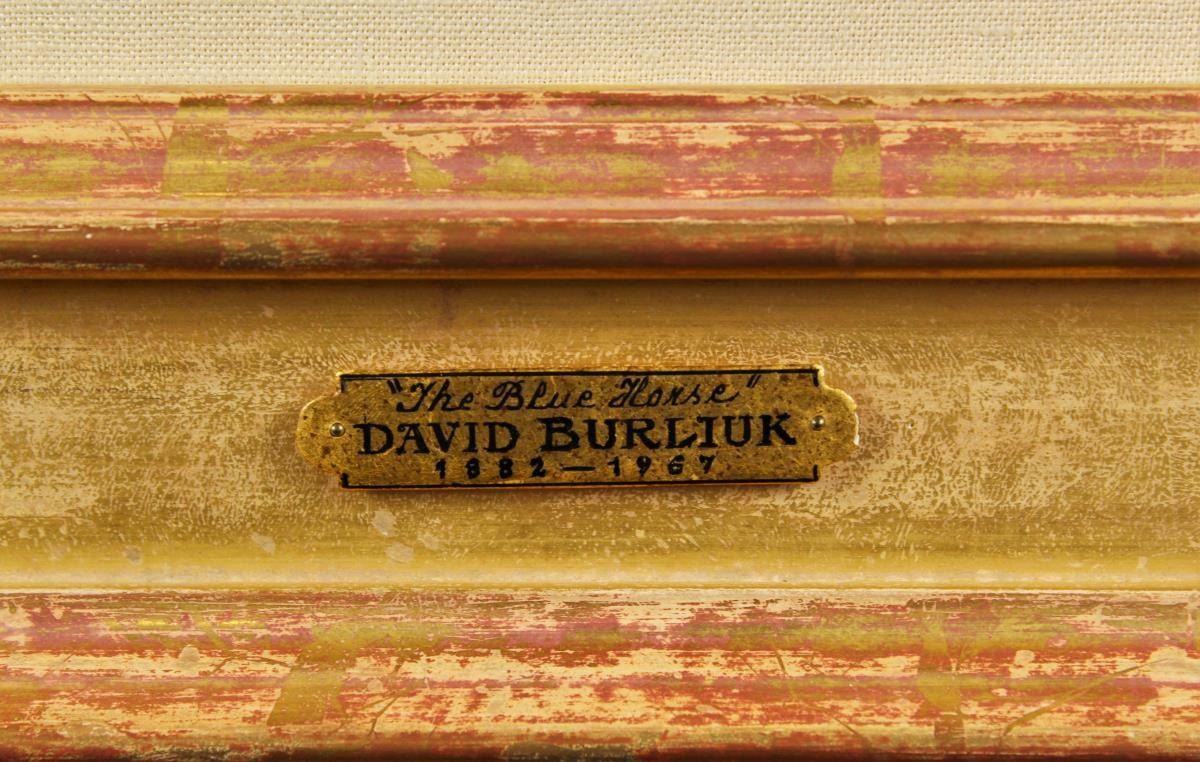 "The Blue Horse"
DAVID BURLIUK
1882—1967